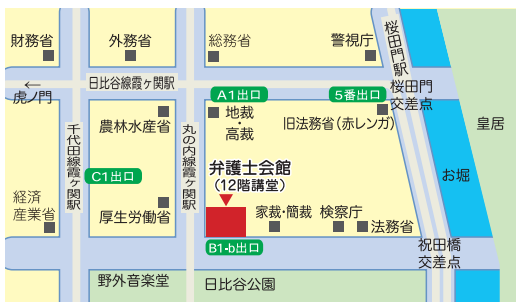 財務省
外務省
総務省
警視庁
桜田門駅
←
虎ノ門
日比谷線霞ヶ関駅
A1出口
5番出口
桜田門
交差点
地裁
・
高裁
農林水産省
旧法務省(赤レンガ)
皇居
千代田線霞ヶ関駅
丸の内線霞ヶ関駅
C1出口
弁護士会館
(12階講堂)
お堀
経済
産業省
厚生労働省
家裁・簡裁
検察庁
法務省
B1-b出口
祝田橋
交差点
野外音楽堂
日比谷公園